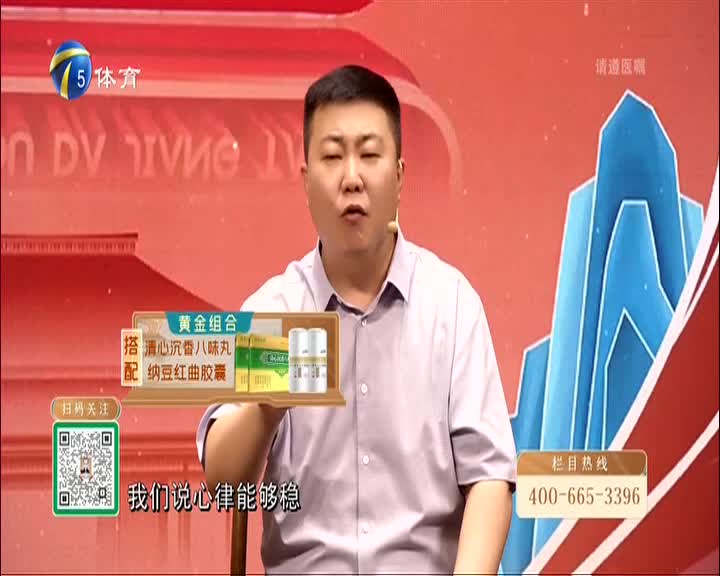 5体育
请遵医嘱
黄金组合
搭配
清心沉香八味丸
纳豆红曲胶囊
扫码关注
我们说心律能够稳
栏目热线
400-665-3396